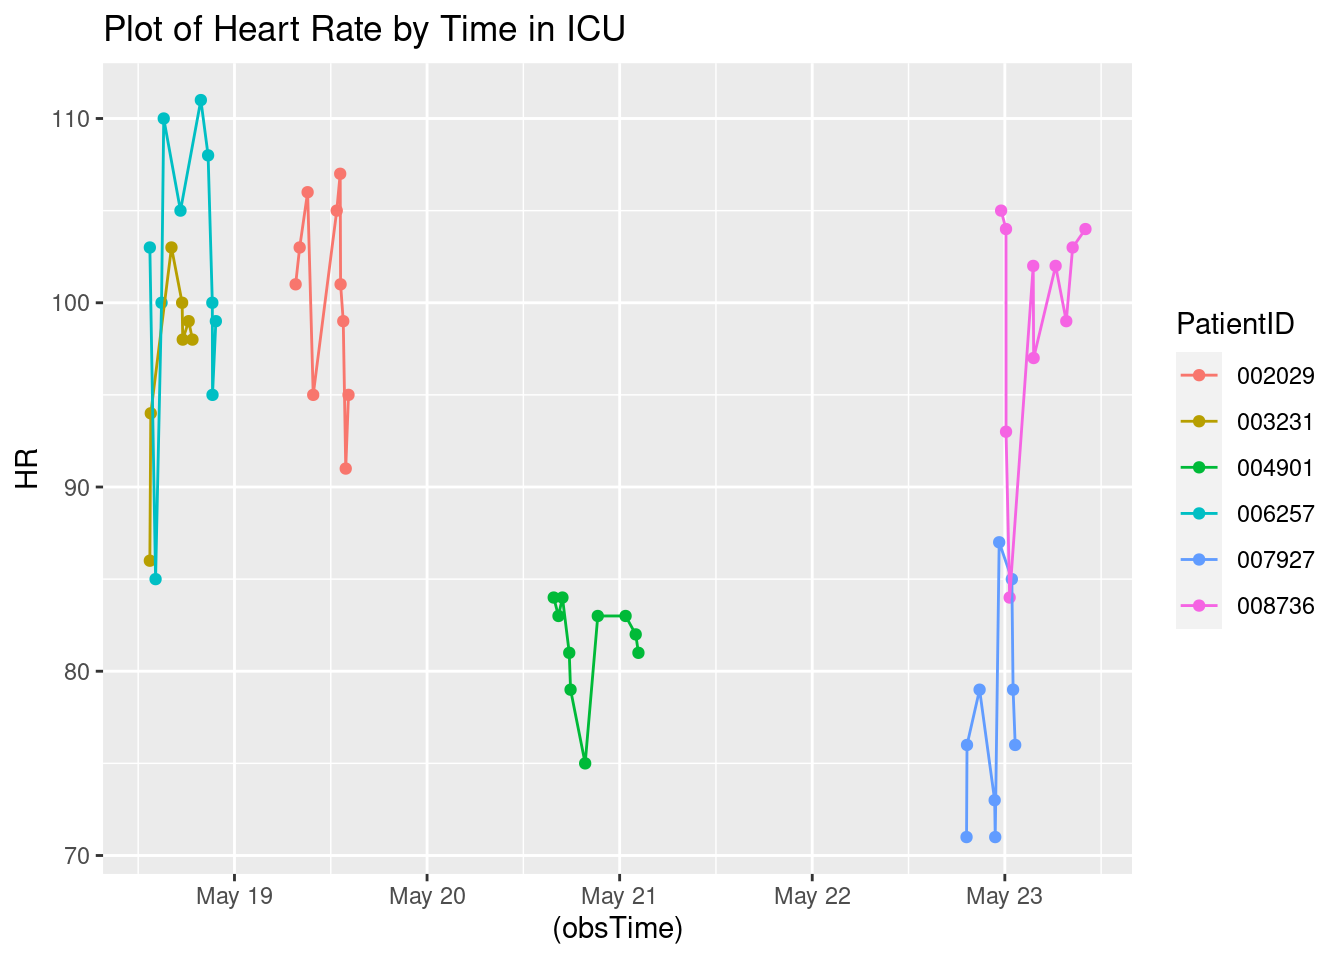 Plot of Heart Rate by Time in ICU
110
100
90
80
70
HR
May 19
May 20
May 21
May 22
May 23
(obsTime)
PatientID
002029
003231
004901
006257
007927
008736